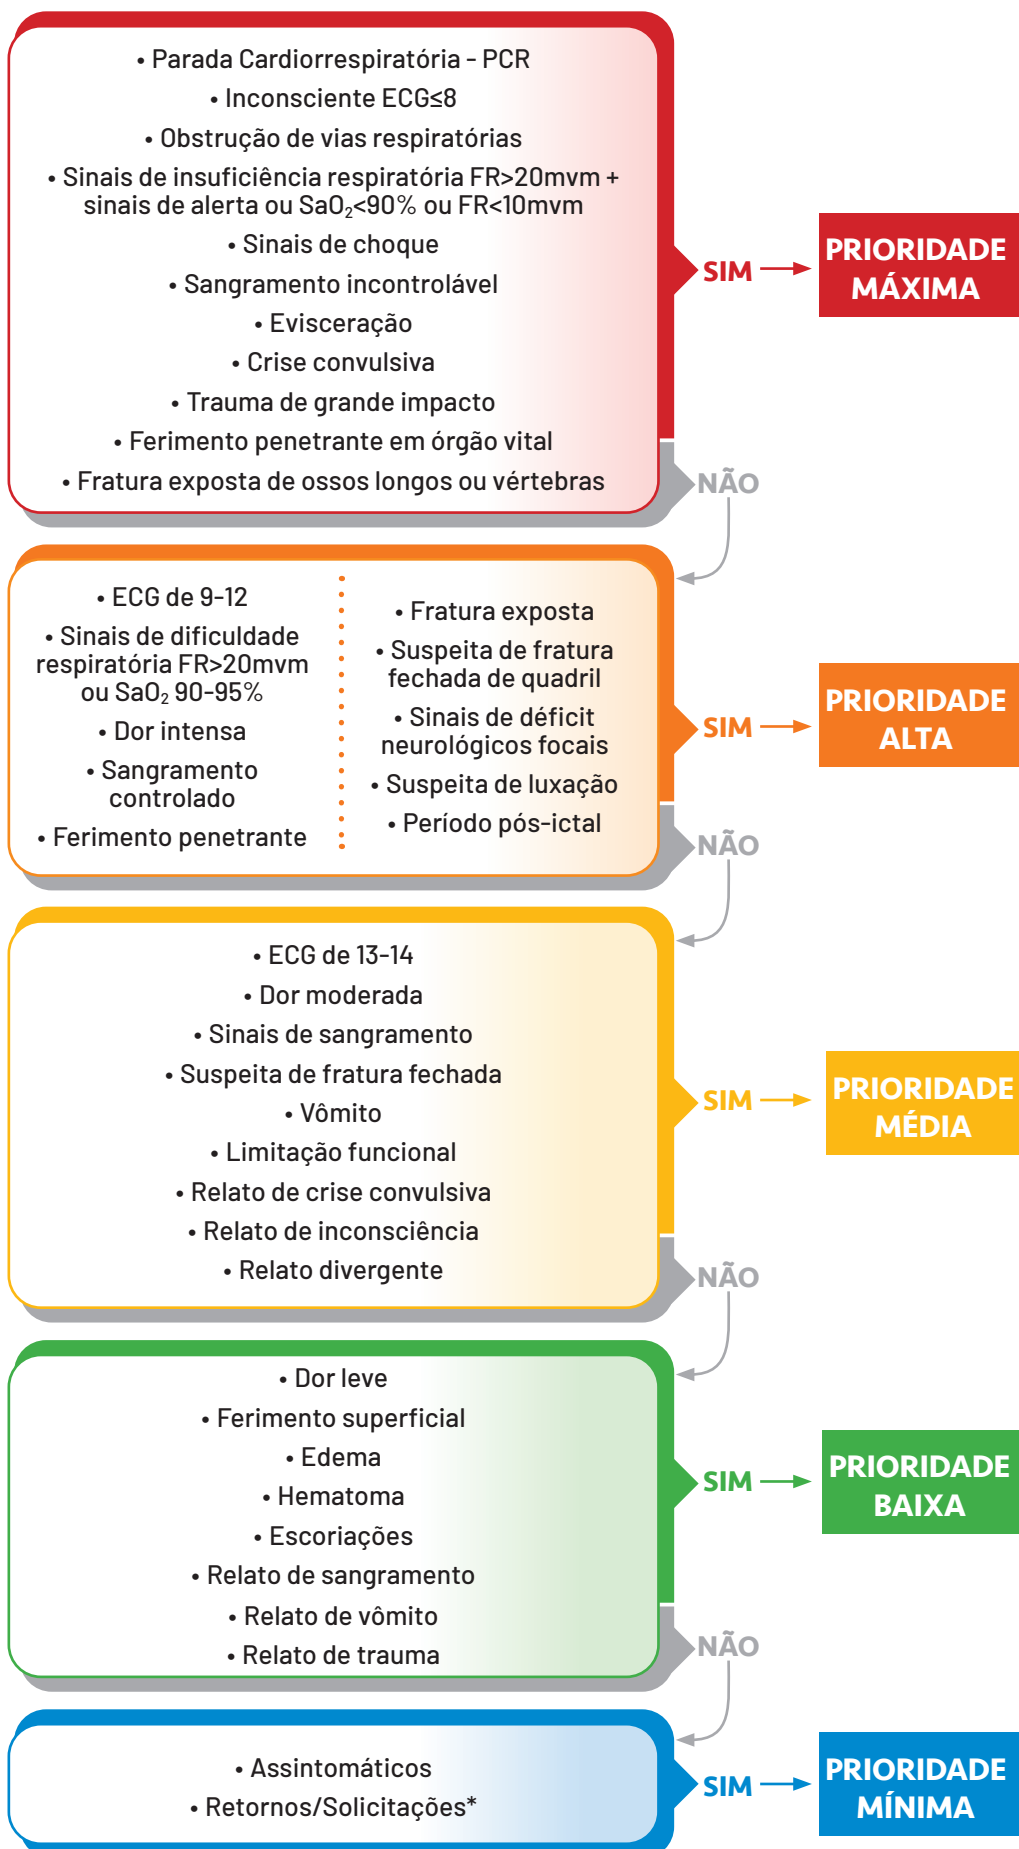 • Parada Cardiorrespiratória - PCR
• Inconsciente ECG≤8
• Obstrução de vias respiratórias
• Sinais de insuficiência respiratória FR>20mvm +
sinais de alerta ou SaO₂<90% ou FR<10mvm
• Sinais de choque
• Sangramento incontrolável
• Evisceração
• Crise convulsiva
• Trauma de grande impacto
• Ferimento penetrante em órgão vital
• Fratura exposta de ossos longos ou vértebras
SIM
PRIORIDADE
MÁXIMA
NÃO
• ECG de 9-12
• Sinais de dificuldade
respiratória FR>20mvm
ou SaO₂ 90-95%
• Dor intensa
• Sangramento
controlado
• Ferimento penetrante
• Fratura exposta
• Suspeita de fratura
fechada de quadril
• Sinais de déficit
neurológicos focais
• Suspeita de luxação
• Período pós-ictal
SIM
PRIORIDADE
ALTA
NÃO
• ECG de 13-14
• Dor moderada
• Sinais de sangramento
• Suspeita de fratura fechada
• Vômito
• Limitação funcional
• Relato de crise convulsiva
• Relato de inconsciência
• Relato divergente
SIM
PRIORIDADE
MÉDIA
NÃO
• Dor leve
• Ferimento superficial
• Edema
• Hematoma
• Escoriações
• Relato de sangramento
• Relato de vômito
• Relato de trauma
SIM
PRIORIDADE
BAIXA
NÃO
• Assintomáticos
• Retornos/Solicitações*
SIM
PRIORIDADE
MÍNIMA